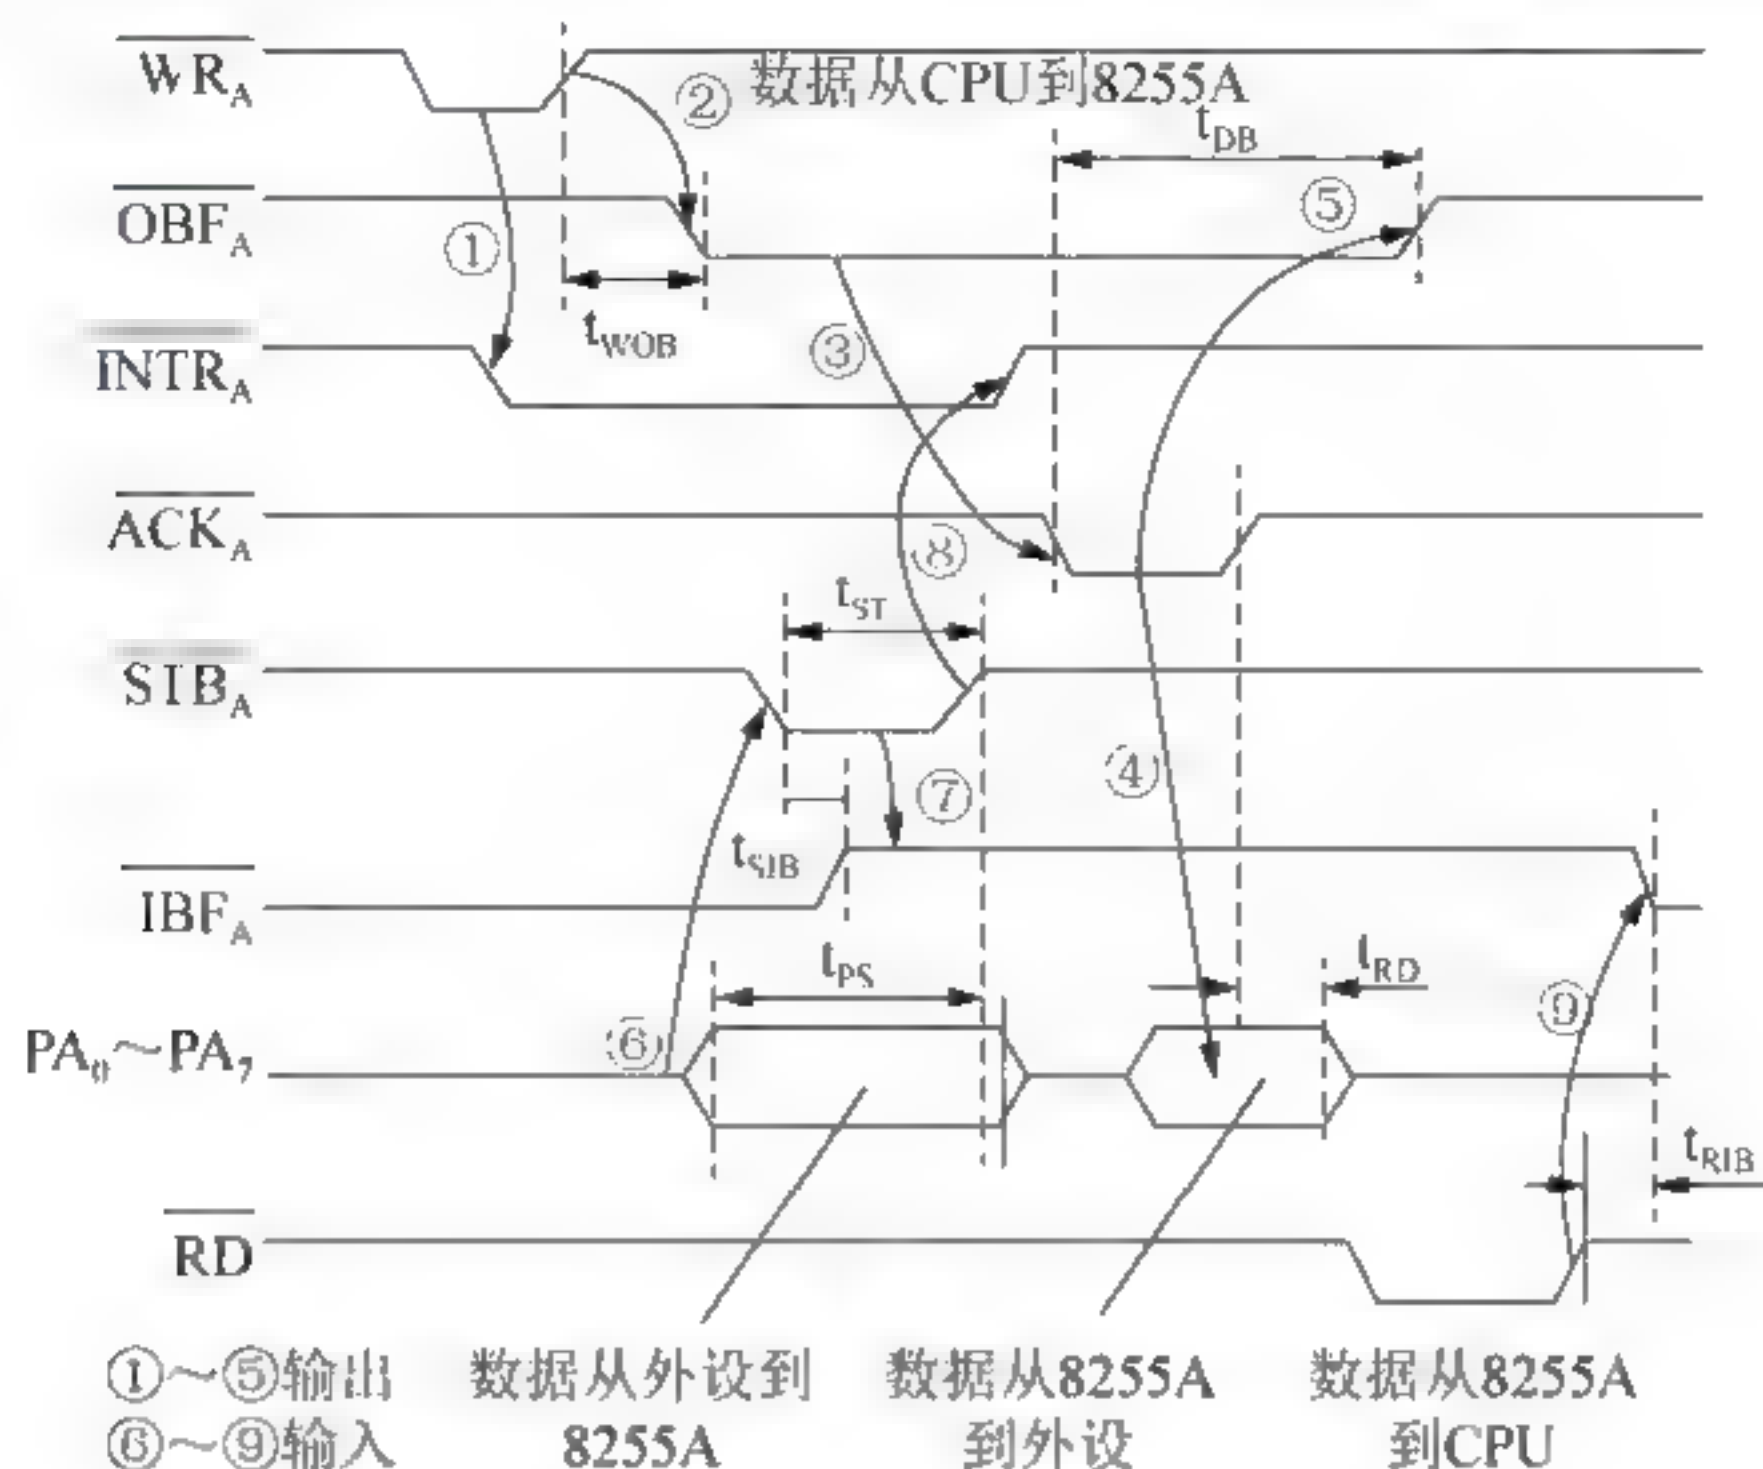 WR_A
② 数据从CPU到8255A
t_DB
OBF_A
①
⑤
t_WOB
③
INTR_A
ACK_A
⑧
t_ST
SIB_A
④
⑦
t_SIB
IBF_A
t_PS
t_RD
⑥
⑨
PA₀～PA₇
t_RIB
RD
①～⑤输出 数据从外设到 数据从8255A 数据从8255A
⑥～⑨输入 8255A 到外设 到CPU